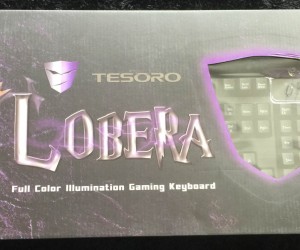 TESORO
LOBERA
Full Color Illumination Gaming Keyboard